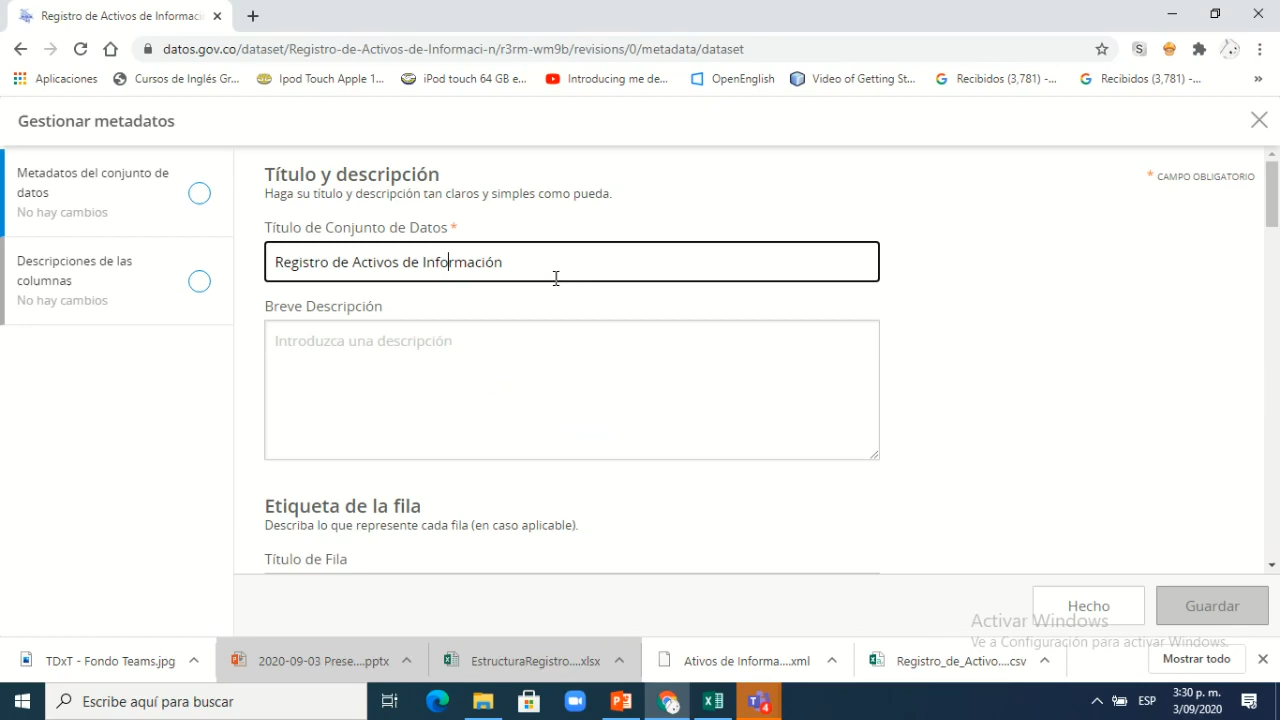 Registro de Activos de Informaci
datos.gov.co/dataset/Registro-de-Activos-de-Informaci-n/r3rm-wm9b/revisions/0/metadata/dataset
Aplicaciones Cursos de Inglés Gr... Ipod Touch Apple 1... iPod touch 64 GB e... Introducing me de... OpenEnglish Video of Getting St... Recibidos (3,781) -... Recibidos (3,781) -... »
Gestionar metadatos
Metadatos del conjunto de
datos
No hay cambios
Descripciones de las
columnas
No hay cambios
Título y descripción
* CAMPO OBLIGATORIO
Haga su título y descripción tan claros y simples como pueda.
Título de Conjunto de Datos *
Registro de Activos de Información
Breve Descripción
Introduzca una descripción
Etiqueta de la fila
Describa lo que represente cada fila (en caso aplicable).
Título de Fila
Hecho Guardar
Activar Windows
Ve a Configuración para activar Windows.
TDxT - Fondo Teams.jpg 2020-09-03 Prese....pptx EstructuraRegistro....xlsx Ativos de Informa....xml Registro_de_Activo....csv Mostrar todo
Escribe aquí para buscar
4
ESP
3:30 p. m.
3/09/2020